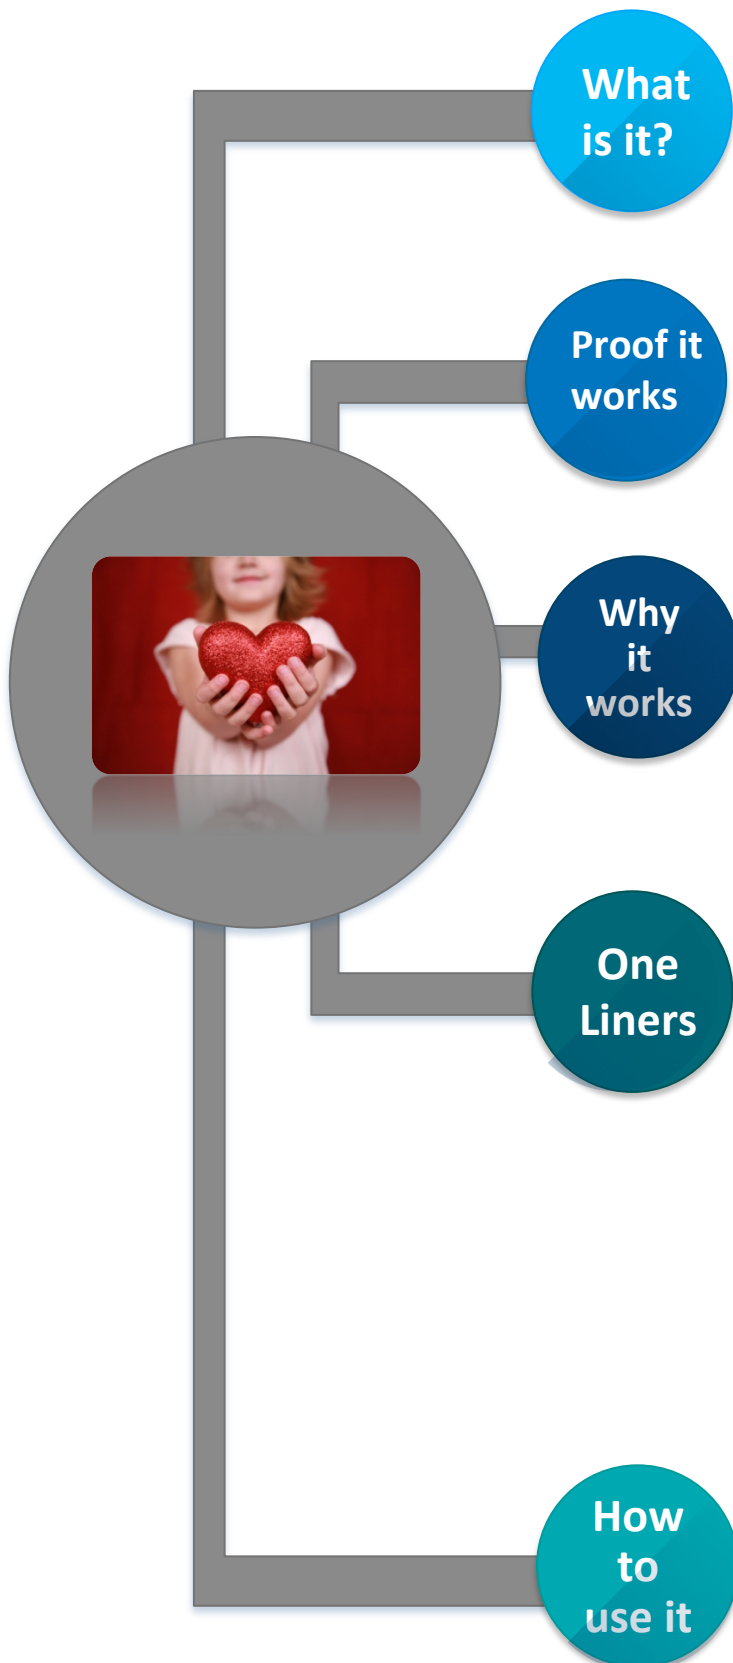 What
is it?
Proof it
works
Why
it
works
One
Liners
How
to
use it